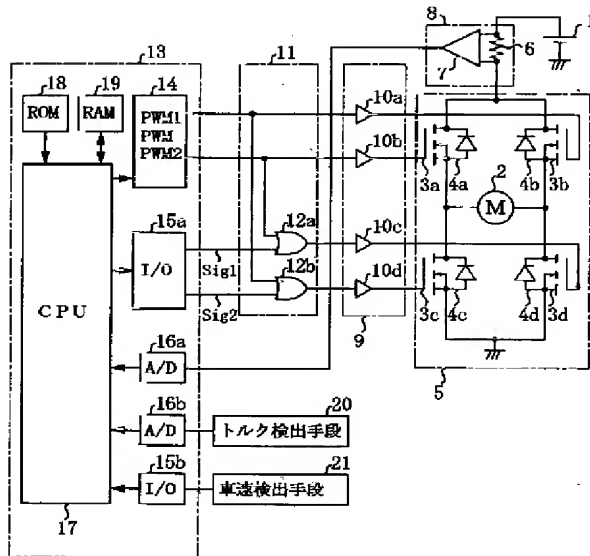 8
1
13
11
6
18
19
14
7
9
ROM
RAM
PWM1
PWM
PWM2
10a
10b
2
3a
4a
4b
3b
M
15a
12a
I/O
10c
Sig1
12b
10d
CPU
Sig2
3c
4c
4d
3d
9
16a
A/D
5
16b
20
A/D
トルク検出手段
15b
21
I/O
車速検出手段
17